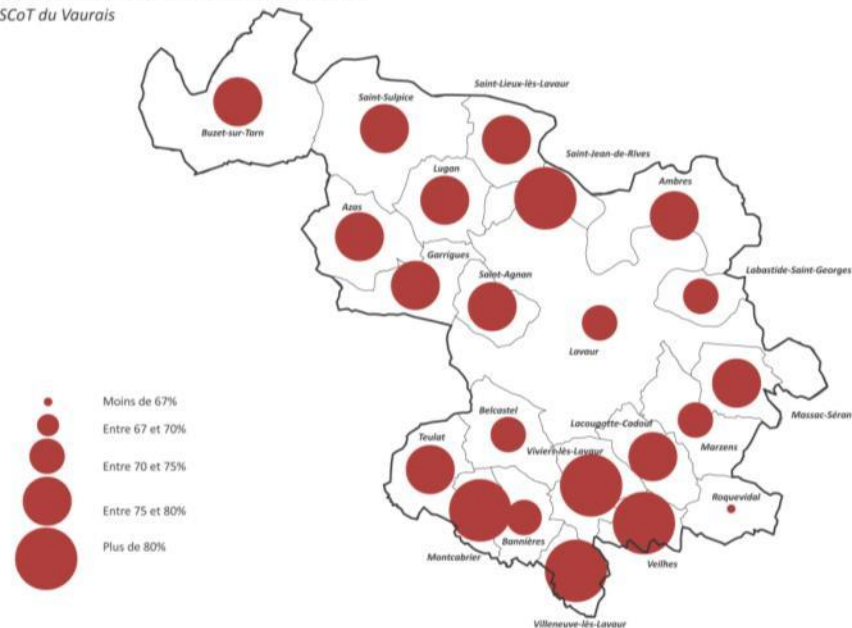 SCoT du Vaurais
Saint-Lieux-lès-Lavaur
Saint-Sulpice
Buzet-sur-Tarn
Saint-Jean-de-Rives
Lugan
Ambres
Azas
Garrigues
Saint-Agnan
Labastide-Saint-Georges
Lavaur
Moins de 67%
Entre 67 et 70%
Entre 70 et 75%
Entre 75 et 80%
Plus de 80%
Belcastel
Lacougotte-Cadoul
Massac-Séran
Teulat
Viviers-lès-Lavaur
Marzens
Roquevidal
Bannières
Montcabrier
Veilhes
Villeneuve-lès-Lavaur